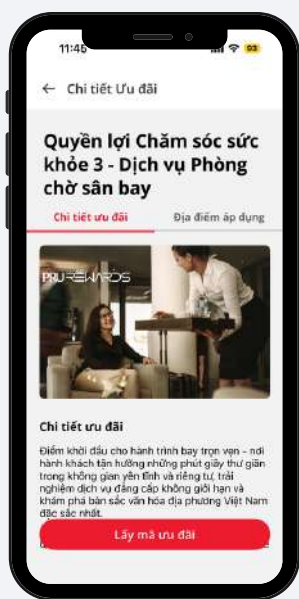 11:46
93
← Chi tiết Ưu đãi
Quyền lợi Chăm sóc sức
khỏe 3 - Dịch vụ Phòng
chờ sân bay
Chi tiết ưu đãi
Địa điểm áp dụng
PRUREWARDS
Chi tiết ưu đãi
Điểm khởi đầu cho hành trình bay trọn vẹn - nơi
hành khách tận hưởng những phút giây thư giãn
trong không gian yên tĩnh và riêng tư, trải
nghiệm dịch vụ đẳng cấp không giới hạn và
khám phá bản sắc văn hóa địa phương Việt Nam
đặc sắc nhất.
Lấy mã ưu đãi